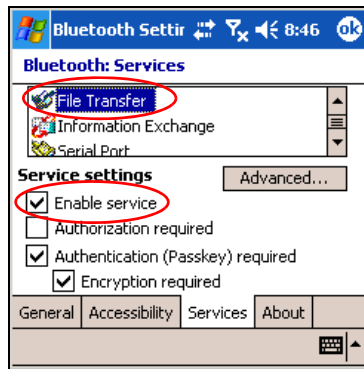 Bluetooth Settir 8:46 ok
Bluetooth: Services
File Transfer
Information Exchange
Serial Port
Service settings Advanced...
Enable service
Authorization required
Authentication (Passkey) required
Encryption required
General Accessibility Services About